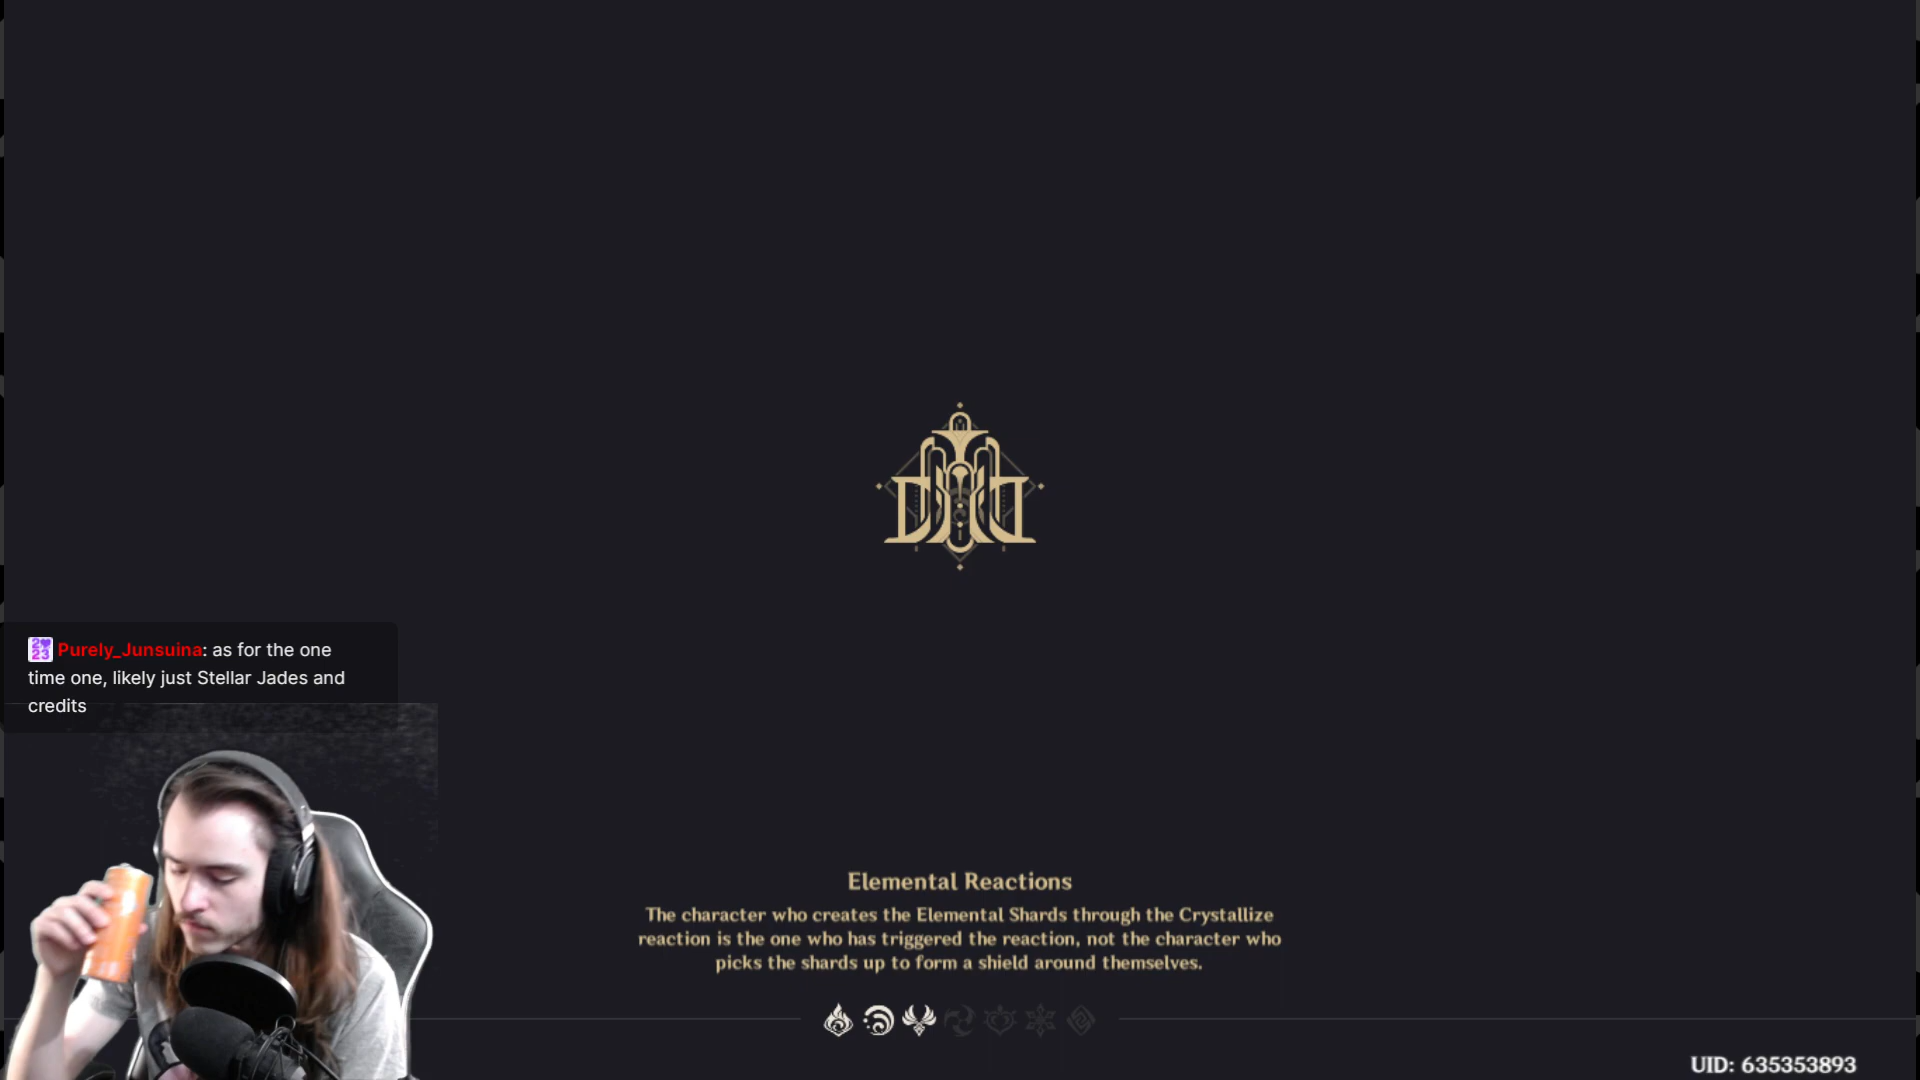 Purely_Junsuina: as for the one
time one, likely just Stellar Jades and
credits
Elemental Reactions
The character who creates the Elemental Shards through the Crystallize
reaction is the one who has triggered the reaction, not the character who
picks the shards up to form a shield around themselves.
UID: 635353893